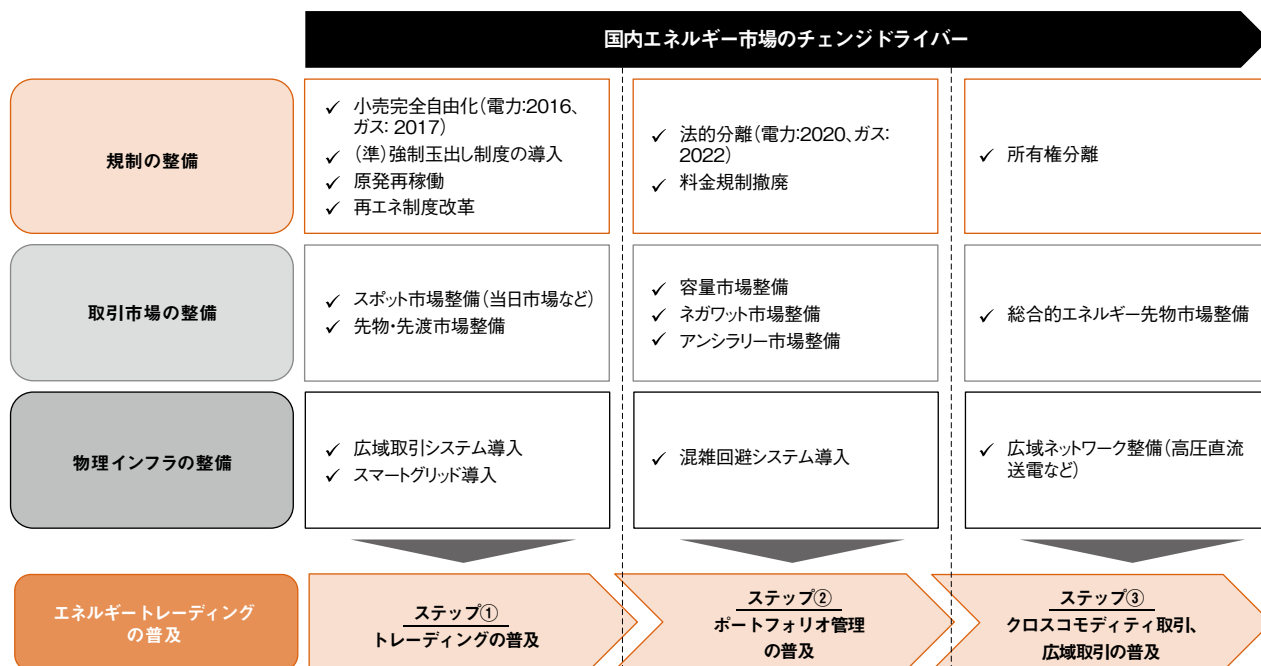 国内エネルギー市場のチェンジドライバー
規制の整備
✓ 小売完全自由化（電力:2016、
ガス: 2017）
✓ （準）強制玉出し制度の導入
✓ 原発再稼働
✓ 再エネ制度改革
✓ 法的分離（電力:2020、ガス:
2022）
✓ 料金規制撤廃
✓ 所有権分離
取引市場の整備
✓ スポット市場整備（当日市場など）
✓ 先物・先渡市場整備
✓ 容量市場整備
✓ ネガワット市場整備
✓ アンシラリー市場整備
✓ 総合的エネルギー先物市場整備
物理インフラの整備
✓ 広域取引システム導入
✓ スマートグリッド導入
✓ 混雑回避システム導入
✓ 広域ネットワーク整備（高圧直流
送電など）
エネルギートレーディング
の普及
ステップ①
トレーディングの普及
ステップ②
ポートフォリオ管理
の普及
ステップ③
クロスコモディティ取引、
広域取引の普及